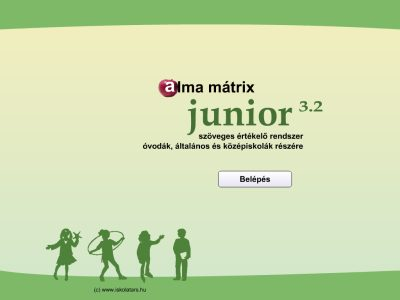 alma mátrix
junior 3.2
szöveges értékelő rendszer
óvodák, általános és középiskolák részére
Belépés
(c) www.iskolatars.hu